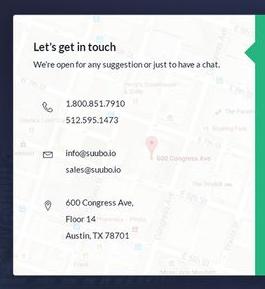 Let's get in touch
We're open for any suggestion or just to have a chat.
1.800.851.7910
512.595.1473
info@suubo.io
sales@suubo.io
600 Congress Ave
600 Congress Ave,
Floor 14
Austin, TX 78701